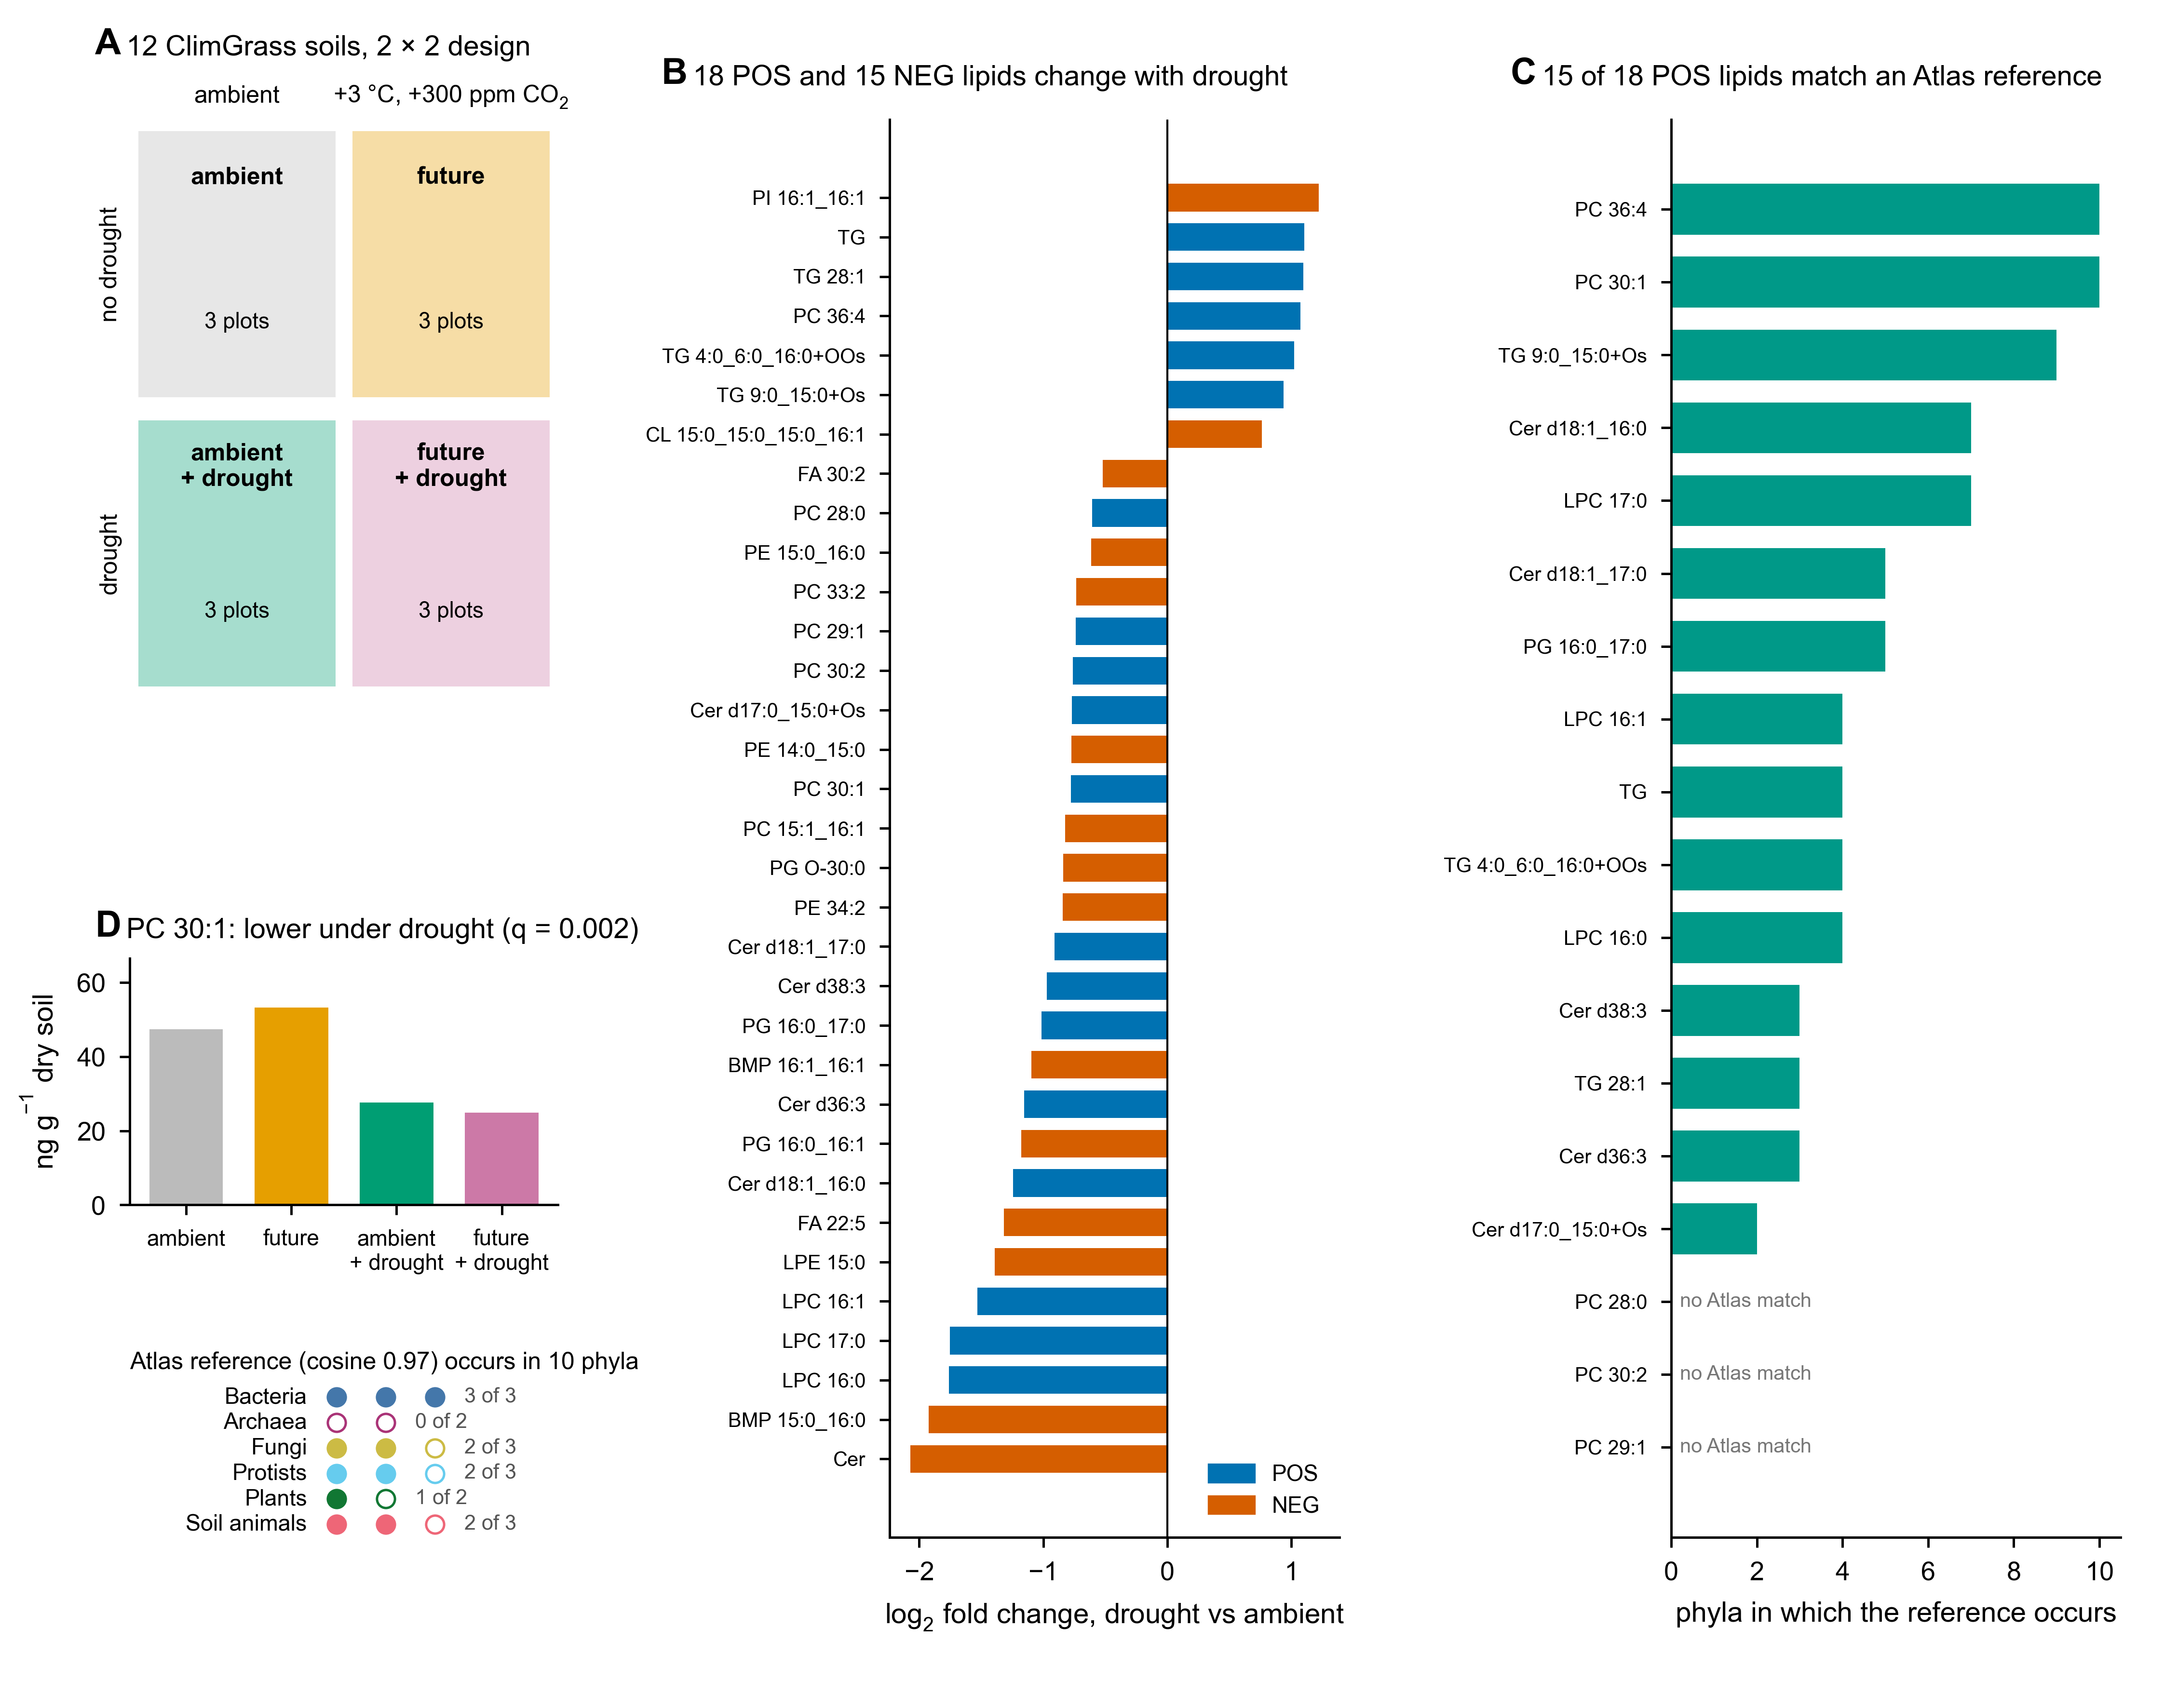 A 12 ClimGrass soils, 2 × 2 design
ambient
+3 °C, +300 ppm CO2
no drought
drought
ambient
3 plots
future
3 plots
ambient
+ drought
3 plots
future
+ drought
3 plots
B 18 POS and 15 NEG lipids change with drought
PI 16:1_16:1
TG
TG 28:1
PC 36:4
TG 4:0_6:0_16:0+OOs
TG 9:0_15:0+Os
CL 15:0_15:0_15:0_16:1
FA 30:2
PC 28:0
PE 15:0_16:0
PC 33:2
PC 29:1
PC 30:2
Cer d17:0_15:0+Os
PE 14:0_15:0
PC 30:1
PC 15:1_16:1
PG O-30:0
PE 34:2
Cer d18:1_17:0
Cer d38:3
PG 16:0_17:0
BMP 16:1_16:1
Cer d36:3
PG 16:0_16:1
Cer d18:1_16:0
FA 22:5
LPE 15:0
LPC 16:1
LPC 17:0
LPC 16:0
BMP 15:0_16:0
Cer
POS
NEG
−2 −1 0 1
log2 fold change, drought vs ambient
C 15 of 18 POS lipids match an Atlas reference
PC 36:4
PC 30:1
TG 9:0_15:0+Os
Cer d18:1_16:0
LPC 17:0
Cer d18:1_17:0
PG 16:0_17:0
LPC 16:1
TG
TG 4:0_6:0_16:0+OOs
LPC 16:0
Cer d38:3
TG 28:1
Cer d36:3
Cer d17:0_15:0+Os
PC 28:0 no Atlas match
PC 30:2 no Atlas match
PC 29:1 no Atlas match
0 2 4 6 8 10
phyla in which the reference occurs
D PC 30:1: lower under drought (q = 0.002)
ng g−1 dry soil
60
40
20
0
ambient
future
ambient
+ drought
future
+ drought
Atlas reference (cosine 0.97) occurs in 10 phyla
Bacteria 3 of 3
Archaea 0 of 2
Fungi 2 of 3
Protists 2 of 3
Plants 1 of 2
Soil animals 2 of 3